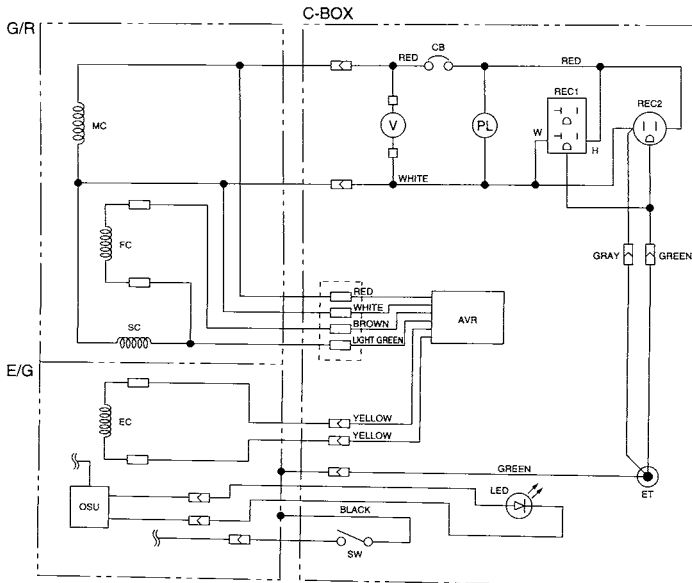 C-BOX
G/R
RED
CB
RED
REC1
REC2
MC
V
PL
W
H
WHITE
FC
GRAY
GREEN
RED
WHITE
BROWN
LIGHT GREEN
AVR
SC
E/G
EC
YELLOW
YELLOW
GREEN
ET
OSU
LED
BLACK
SW